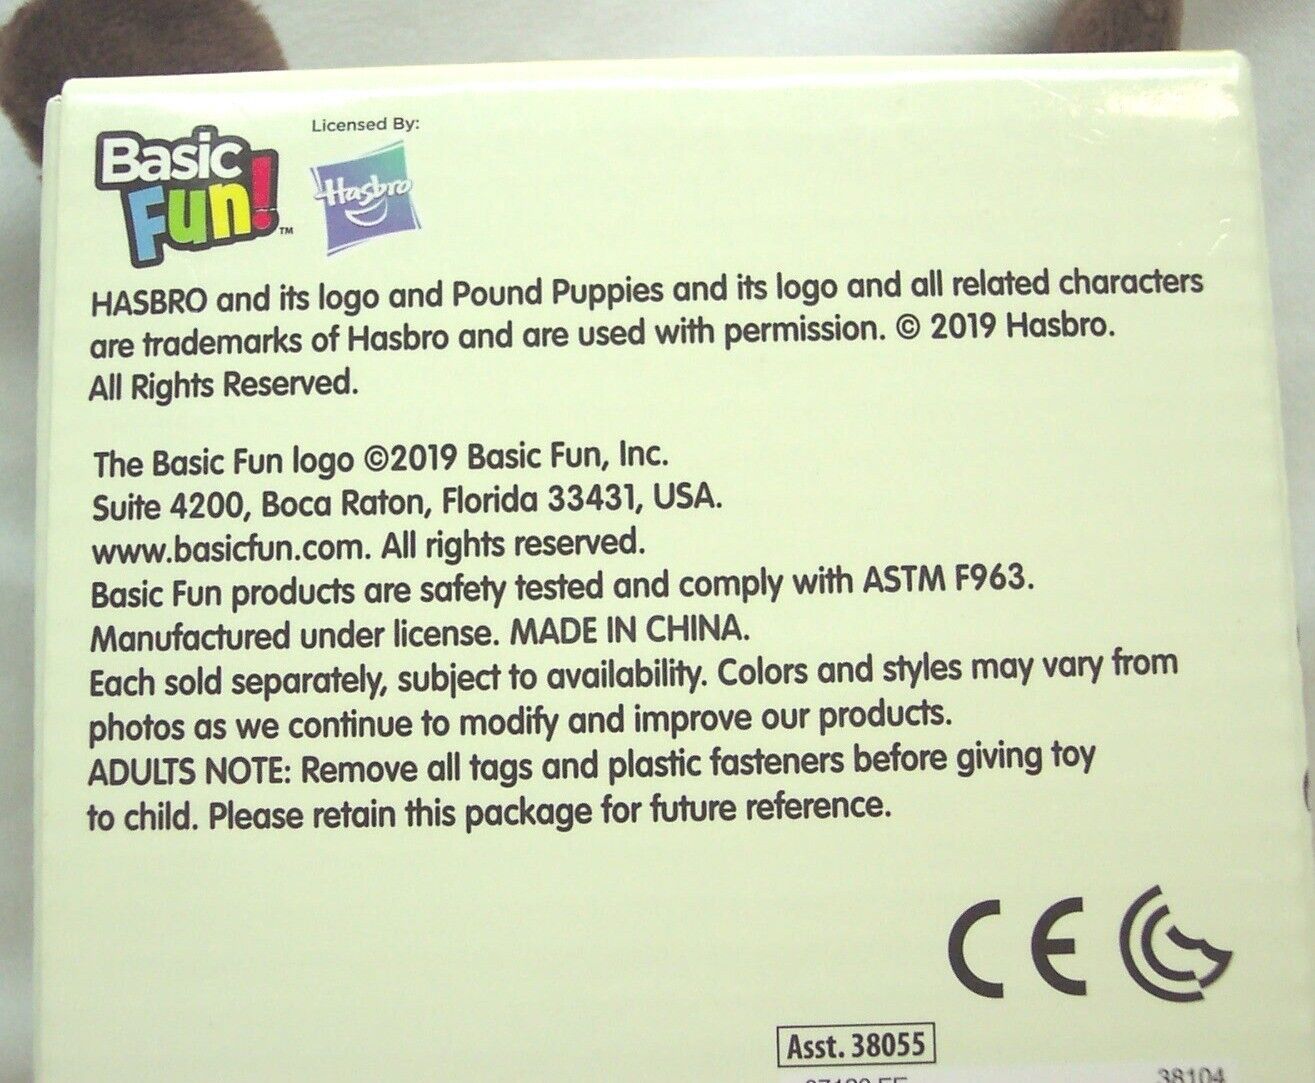 Basic Fun!™
Licensed By:
Hasbro
HASBRO and its logo and Pound Puppies and its logo and all related characters
are trademarks of Hasbro and are used with permission. © 2019 Hasbro.
All Rights Reserved.
The Basic Fun logo ©2019 Basic Fun, Inc.
Suite 4200, Boca Raton, Florida 33431, USA.
www.basicfun.com. All rights reserved.
Basic Fun products are safety tested and comply with ASTM F963.
Manufactured under license. MADE IN CHINA.
Each sold separately, subject to availability. Colors and styles may vary from
photos as we continue to modify and improve our products.
ADULTS NOTE: Remove all tags and plastic fasteners before giving toy
to child. Please retain this package for future reference.
CE
Asst. 38055
38104